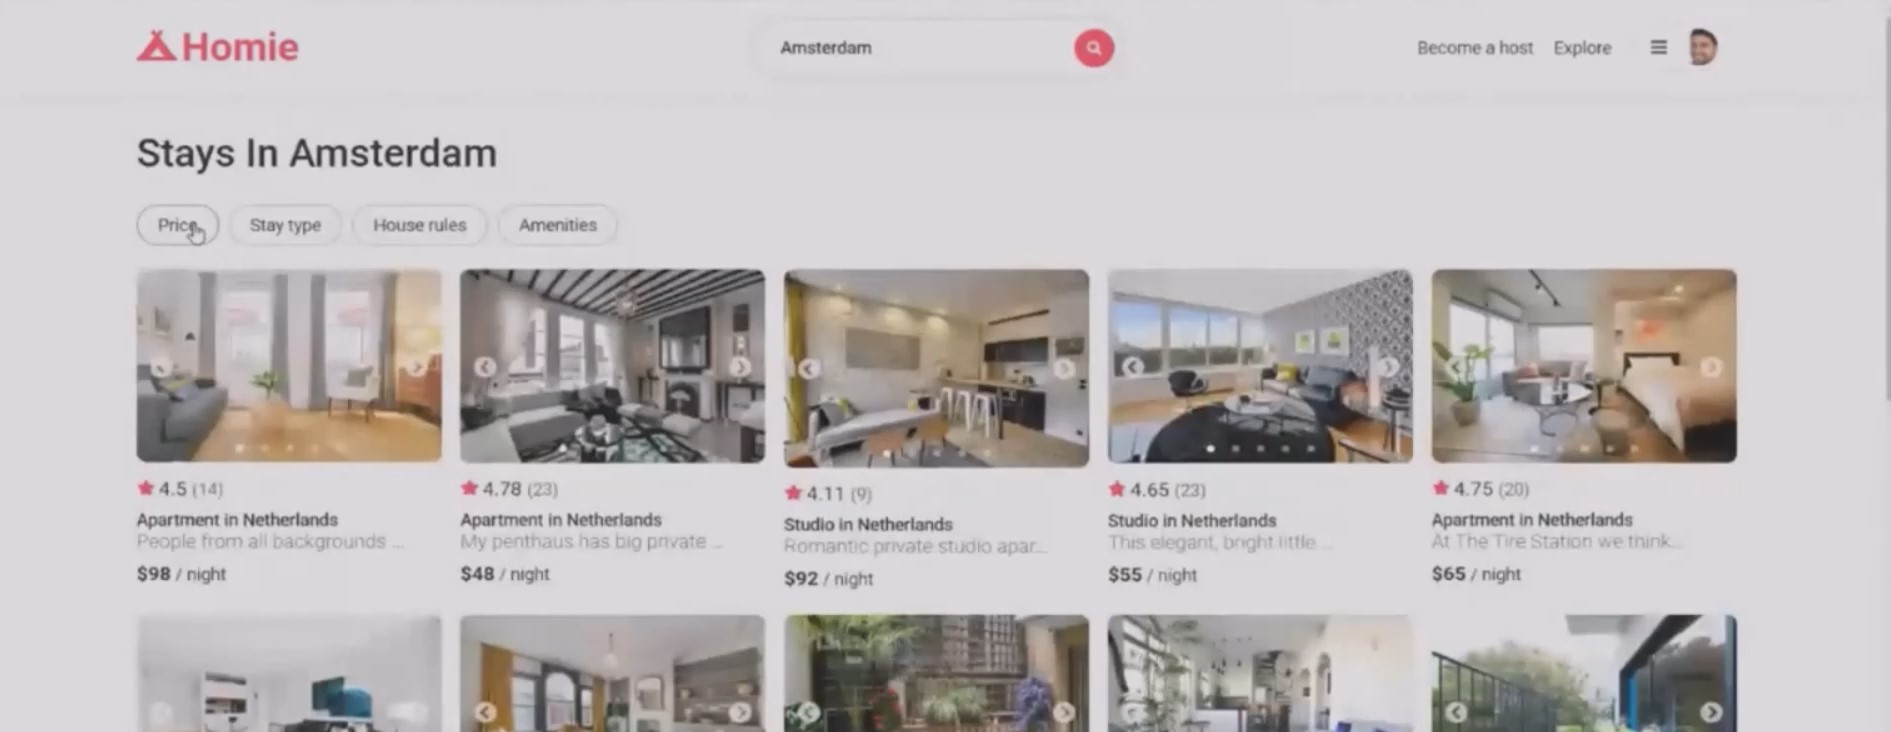 Homie
Amsterdam
Become a host Explore
Stays In Amsterdam
Price Stay type House rules Amenities
4.5 (14)
Apartment in Netherlands
People from all backgrounds ...
$98 / night
4.78 (23)
Apartment in Netherlands
My penthaus has big private ...
$48 / night
4.11 (9)
Studio in Netherlands
Romantic private studio apar...
$92 / night
4.65 (23)
Studio in Netherlands
This elegant, bright little ...
$55 / night
4.75 (20)
Apartment in Netherlands
At The Tire Station we think...
$65 / night